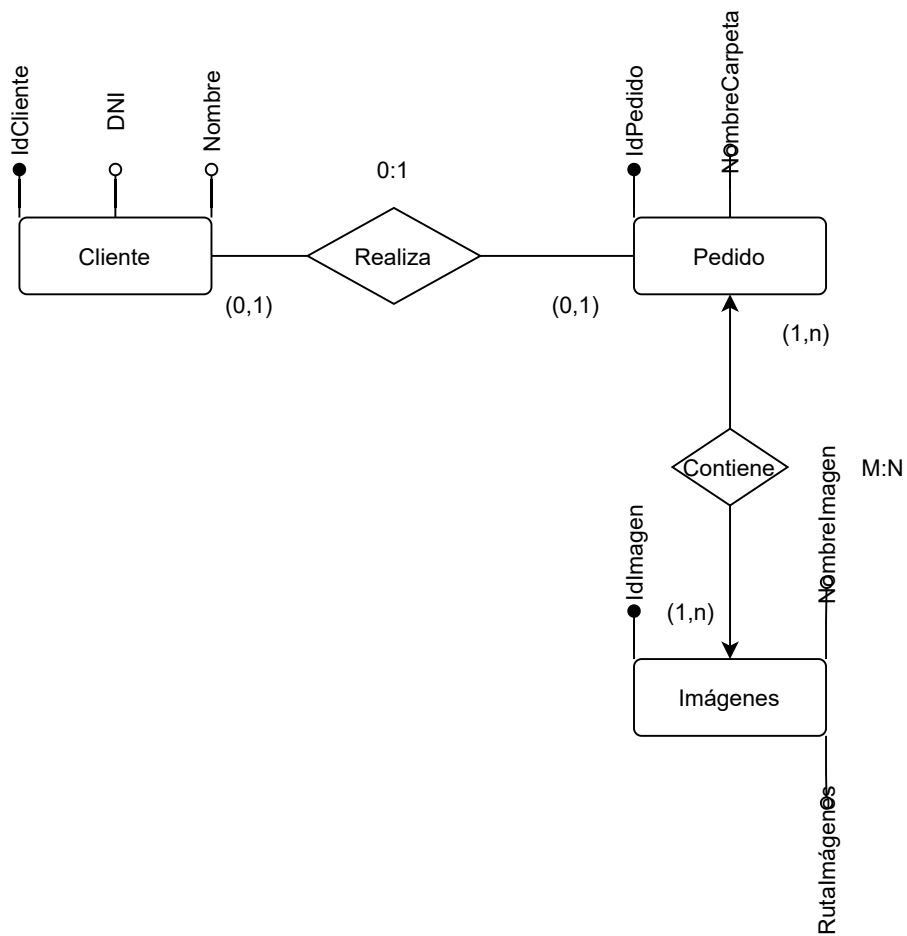 IdCliente
DNI
Nombre
0:1
IdPedido
NombreCarpeta
Cliente
Realiza
Pedido
(0,1)
(0,1)
(1,n)
Contiene
M:N
NombreImagen
IdImagen
(1,n)
Imágenes
RutaImágenes